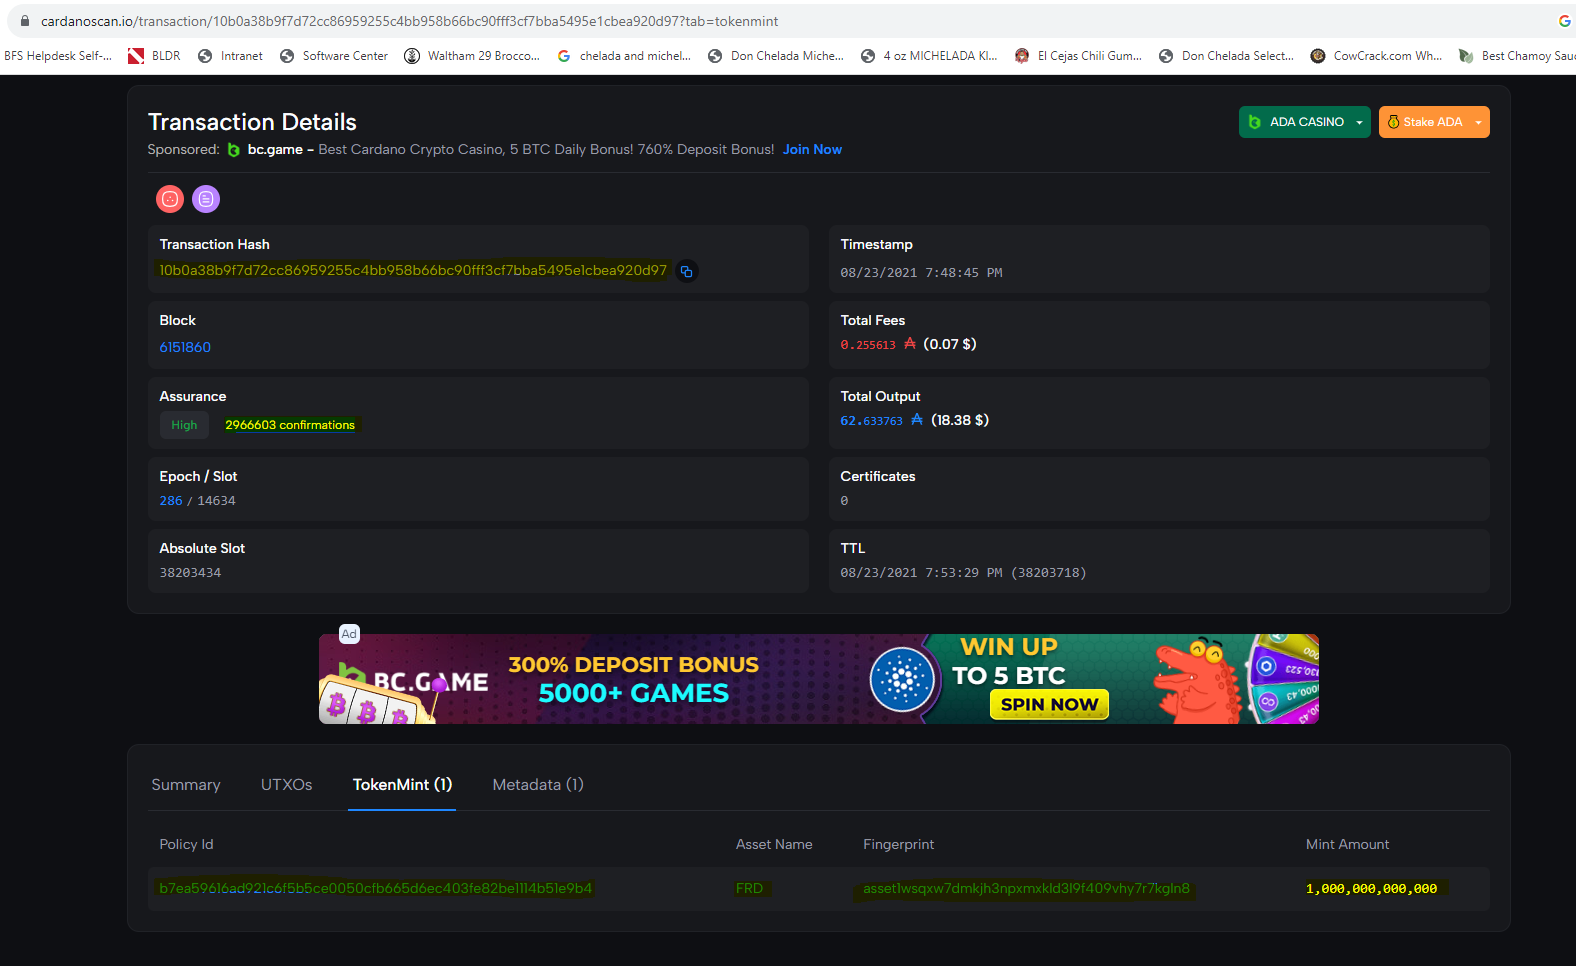 cardanoscan.io/transaction/10b0a38b9f7d72cc86959255c4bb958b66bc90fff3cf7bba5495e1cbea920d97?tab=tokenmint
BFS Helpdesk Self-... BLDR Intranet Software Center Waltham 29 Brocco... chelada and michel... Don Chelada Miche... 4 oz MICHELADA KI... El Cejas Chili Gum... Don Chelada Select... CowCrack.com Wh... Best Chamoy Sauc
Transaction Details
ADA CASINO Stake ADA
Sponsored: bc.game – Best Cardano Crypto Casino, 5 BTC Daily Bonus! 760% Deposit Bonus! Join Now
Transaction Hash
10b0a38b9f7d72cc86959255c4bb958b66bc90fff3cf7bba5495e1cbea920d97
Timestamp
08/23/2021 7:48:45 PM
Block
6151860
Total Fees
0.255613 ₳ (0.07 $)
Assurance
High 2966603 confirmations
Total Output
62.633763 ₳ (18.38 $)
Epoch / Slot
286 / 14634
Certificates
0
Absolute Slot
38203434
TTL
08/23/2021 7:53:29 PM (38203718)
Ad
BC.GAME
300% DEPOSIT BONUS
5000+ GAMES
WIN UP
TO 5 BTC
SPIN NOW
Summary UTXOs TokenMint (1) Metadata (1)
Policy Id Asset Name Fingerprint Mint Amount
b7ea59616ad921c6f5b5ce0050cfb665d6ec403fe82be1114b51e9b4 FRD asset1wsqxw7dmkjh3npxmxkld3l9f409vhy7r7kgln8 1,000,000,000,000